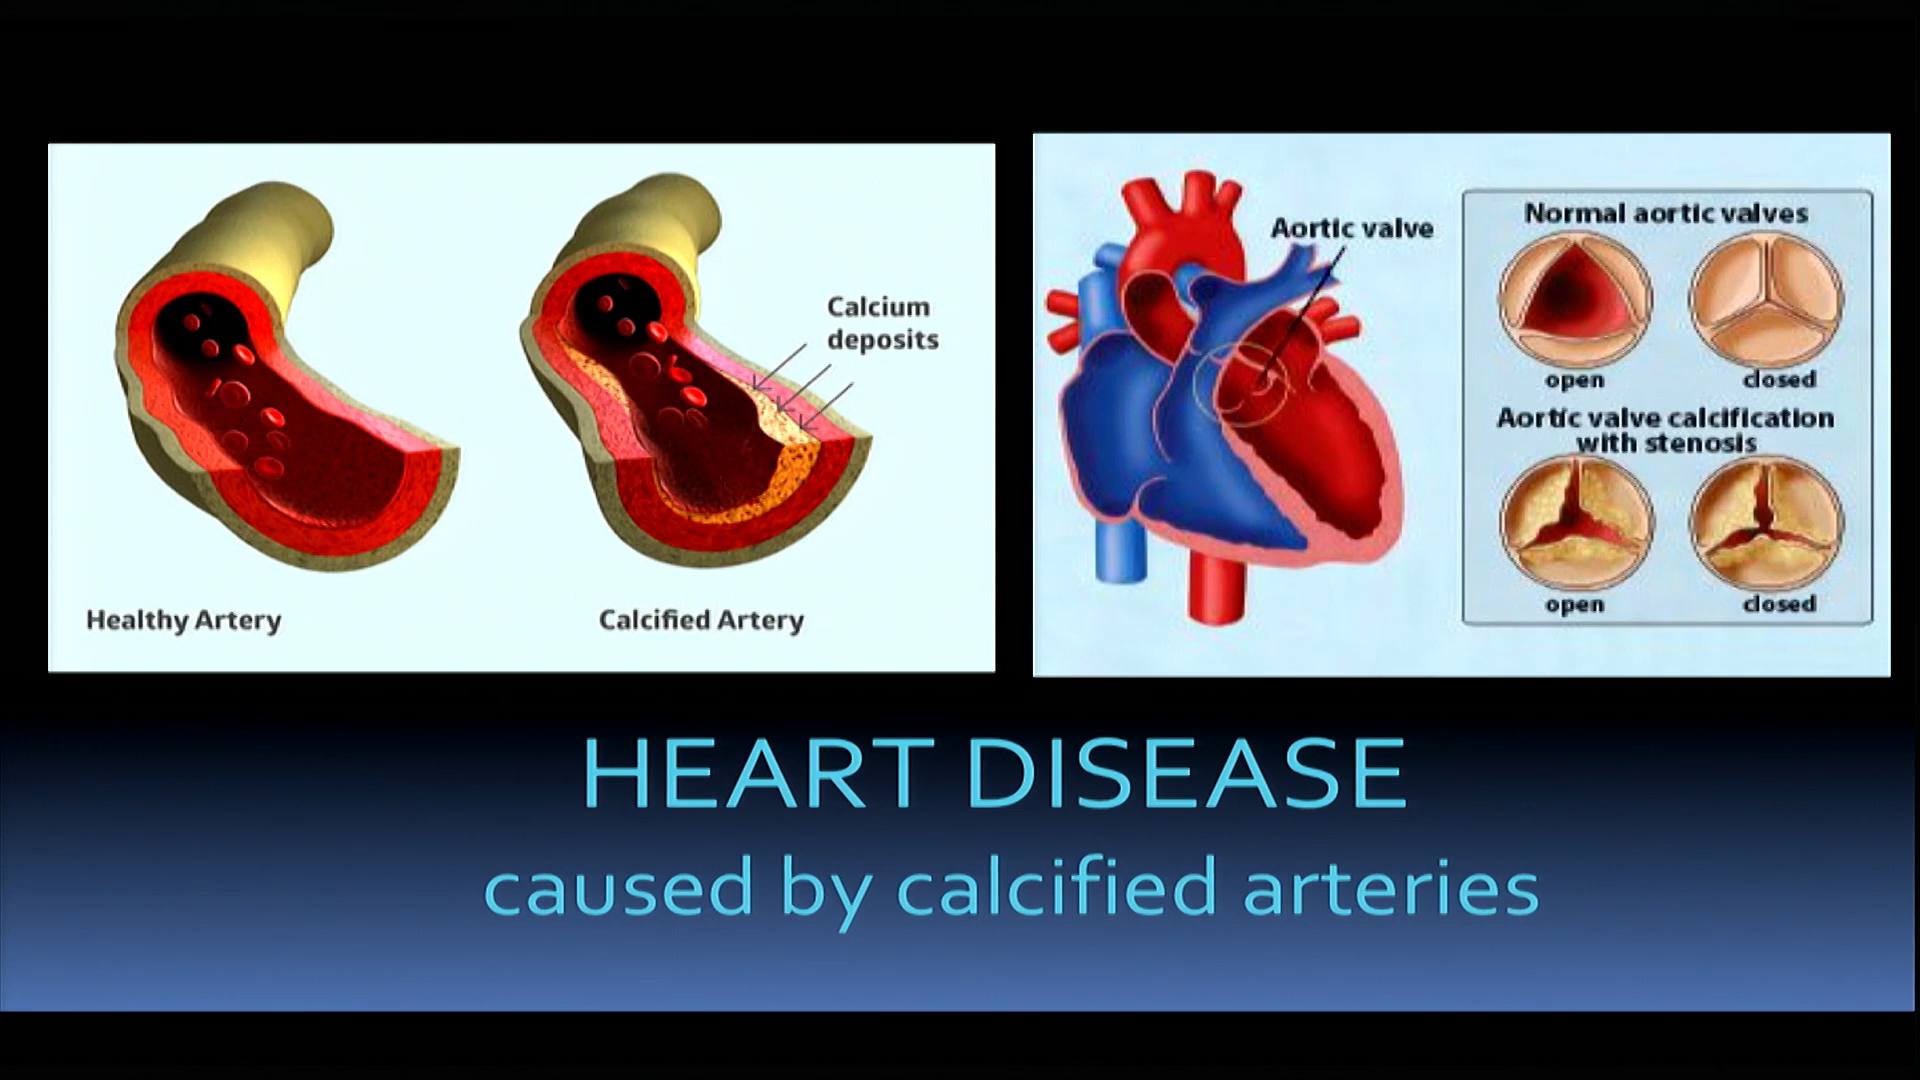 Calcium
deposits
Healthy Artery
Calcified Artery
Aortic valve
Normal aortic valves
open
closed
Aortic valve calcification
with stenosis
open
closed
HEART DISEASE
caused by calcified arteries